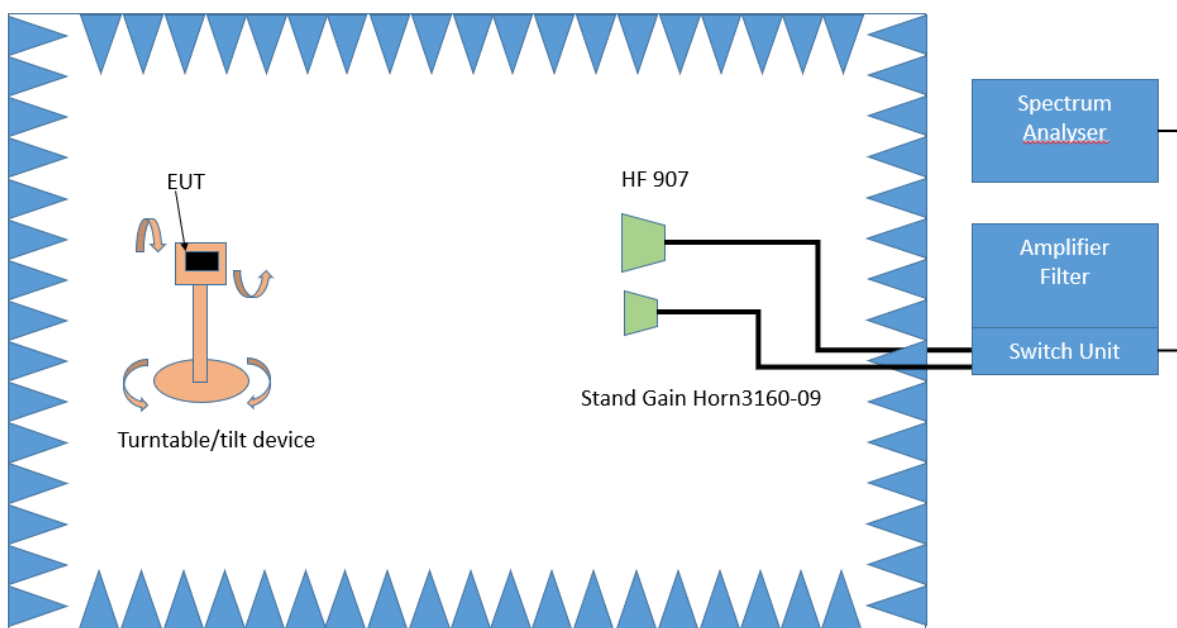 Spectrum
Analyser
EUT
HF 907
Amplifier
Filter
Switch Unit
Stand Gain Horn3160-09
Turntable/tilt device